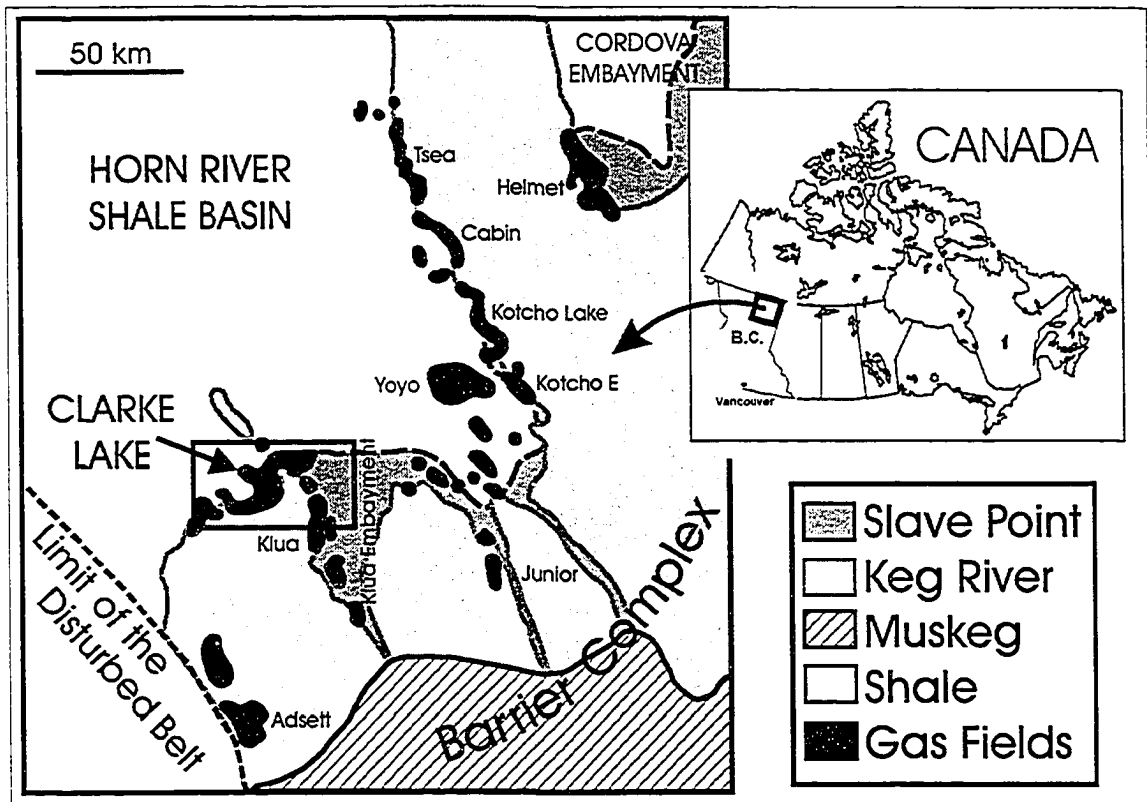 50 km
CORDOVA
EMBAYMENT
HORN RIVER
SHALE BASIN
Tsea
Helmet
Cabin
Kotcho Lake
Yoyo
Kotcho E
CLARKE
LAKE
Klua
Klua Embayment
Junior
Adsett
Limit of the
Disturbed Belt
Barrier Complex
CANADA
B.C.
Vancouver
Slave Point
Keg River
Muskeg
Shale
Gas Fields